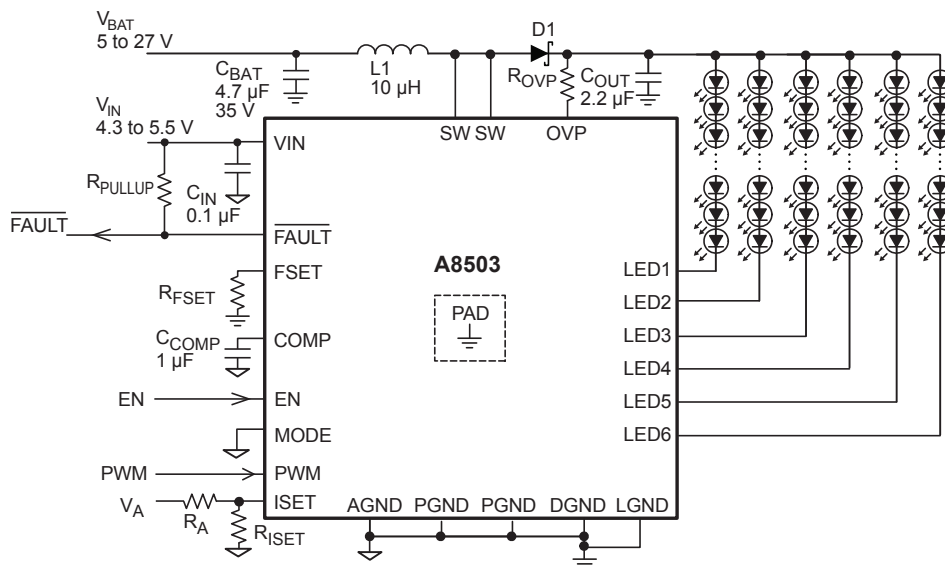 VBAT
5 to 27 V
D1
L1
10 µH
CBAT
4.7 µF
35 V
ROVP
COUT
2.2 µF
VIN
4.3 to 5.5 V
SW SW OVP
VIN
RPULLUP
CIN
0.1 µF
FAULT
FAULT
A8503
FSET
LED1
RFSET
LED2
PAD
CCOMP
1 µF
COMP
LED3
LED4
EN
EN
LED5
MODE
LED6
PWM
PWM
VA
RA
ISET
RISET
AGND PGND PGND DGND LGND